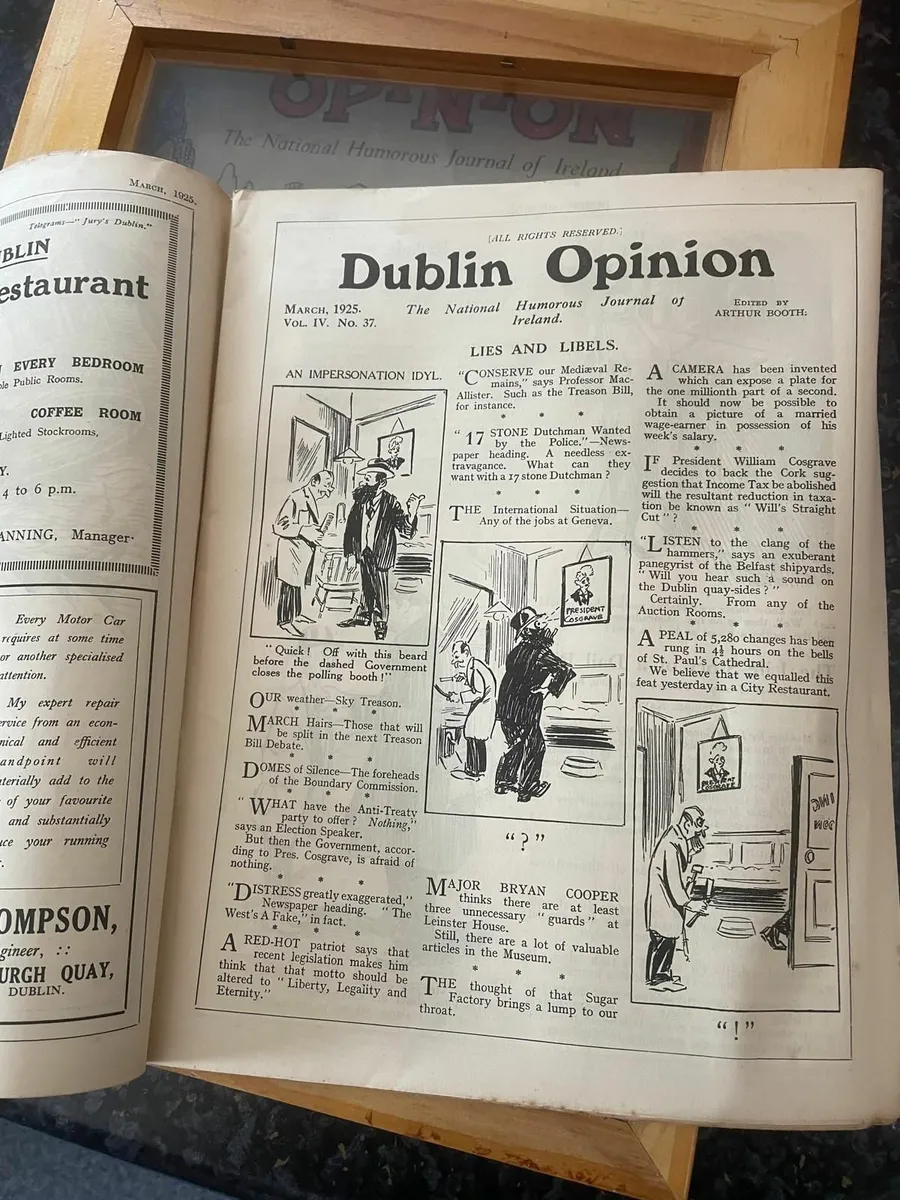 OPINION
The National Humorous Journal of Ireland
MARCH, 1925.
Telegrams—"Jury's Dublin."
UBLIN
estaurant
EVERY BEDROOM
le Public Rooms.
COFFEE ROOM
Lighted Stockrooms,
Y.
4 to 6 p.m.
ANNING, Manager·
Every Motor Car
requires at some time
or another specialised
attention.
My expert repair
ervice from an econ-
mical and efficient
andpoint will
aterially add to the
of your favourite
and substantially
ce your running
OMPSON,
gineer, ::
URGH QUAY,
DUBLIN.
[ALL RIGHTS RESERVED.]
Dublin Opinion
MARCH, 1925.
VOL. IV. No. 37.
The National Humorous Journal of
Ireland.
EDITED BY
ARTHUR BOOTH:
LIES AND LIBELS.
AN IMPERSONATION IDYL.
"Quick! Off with this beard
before the dashed Government
closes the polling booth!"
OUR weather—Sky Treason.
* * *
MARCH Hairs—Those that will
be split in the next Treason
Bill Debate.
* * *
DOMES of Silence—The foreheads
of the Boundary Commission.
* * *
"WHAT have the Anti-Treaty
party to offer? Nothing,"
says an Election Speaker.
But then the Government, accor-
ding to Pres. Cosgrave, is afraid of
nothing.
* * *
"DISTRESS greatly exaggerated,"
Newspaper heading. "The
West's A Fake," in fact.
* * *
A RED-HOT patriot says that
recent legislation makes him
think that that motto should be
altered to "Liberty, Legality and
Eternity."
"CONSERVE our Mediæval Re-
mains," says Professor Mac-
Allister. Such as the Treason Bill,
for instance.
* * *
"17 STONE Dutchman Wanted
by the Police."—News-
paper heading. A needless ex-
travagance. What can they
want with a 17 stone Dutchman?
* * *
THE International Situation—
Any of the jobs at Geneva.
PRESIDENT
COSGRAVE
"?"
MAJOR BRYAN COOPER
thinks there are at least
three unnecessary "guards" at
Leinster House.
Still, there are a lot of valuable
articles in the Museum.
* * *
THE thought of that Sugar
Factory brings a lump to our
throat.
A CAMERA has been invented
which can expose a plate for
the one millionth part of a second.
It should now be possible to
obtain a picture of a married
wage-earner in possession of his
week's salary.
* * *
IF President William Cosgrave
decides to back the Cork sug-
gestion that Income Tax be abolished
will the resultant reduction in taxa-
tion be known as "Will's Straight
Cut"?
* * *
"LISTEN to the clang of the
hammers," says an exuberant
panegyrist of the Belfast shipyards.
"Will you hear such a sound on
the Dublin quay-sides?"
Certainly. From any of the
Auction Rooms.
* * *
A PEAL of 5,280 changes has been
rung in 4½ hours on the bells
of St. Paul's Cathedral.
We believe that we equalled this
feat yesterday in a City Restaurant.
PRESIDENT
COSGRAVE
"!"